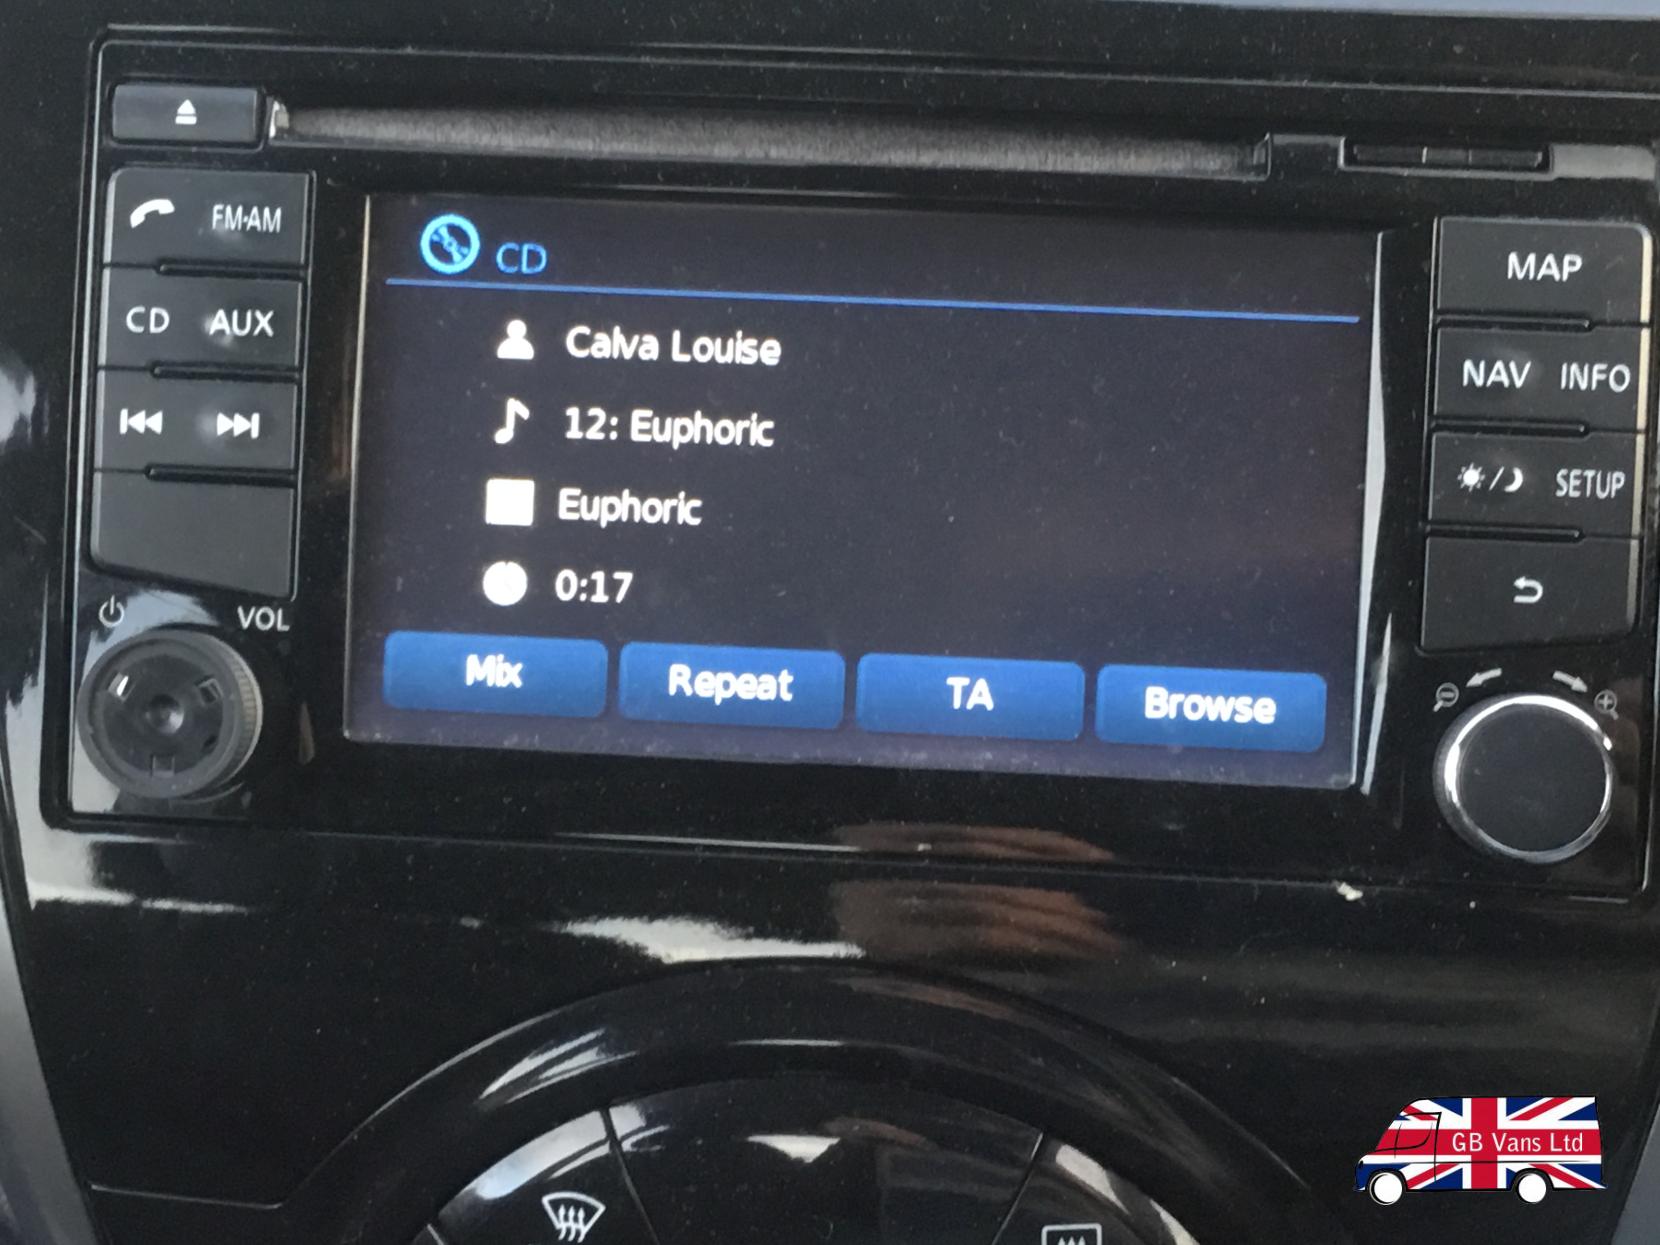 FM·AM
CD AUX
VOL
CD
Calva Louise
12: Euphoric
Euphoric
0:17
Mix Repeat TA Browse
MAP
NAV INFO
SETUP
GB Vans Ltd